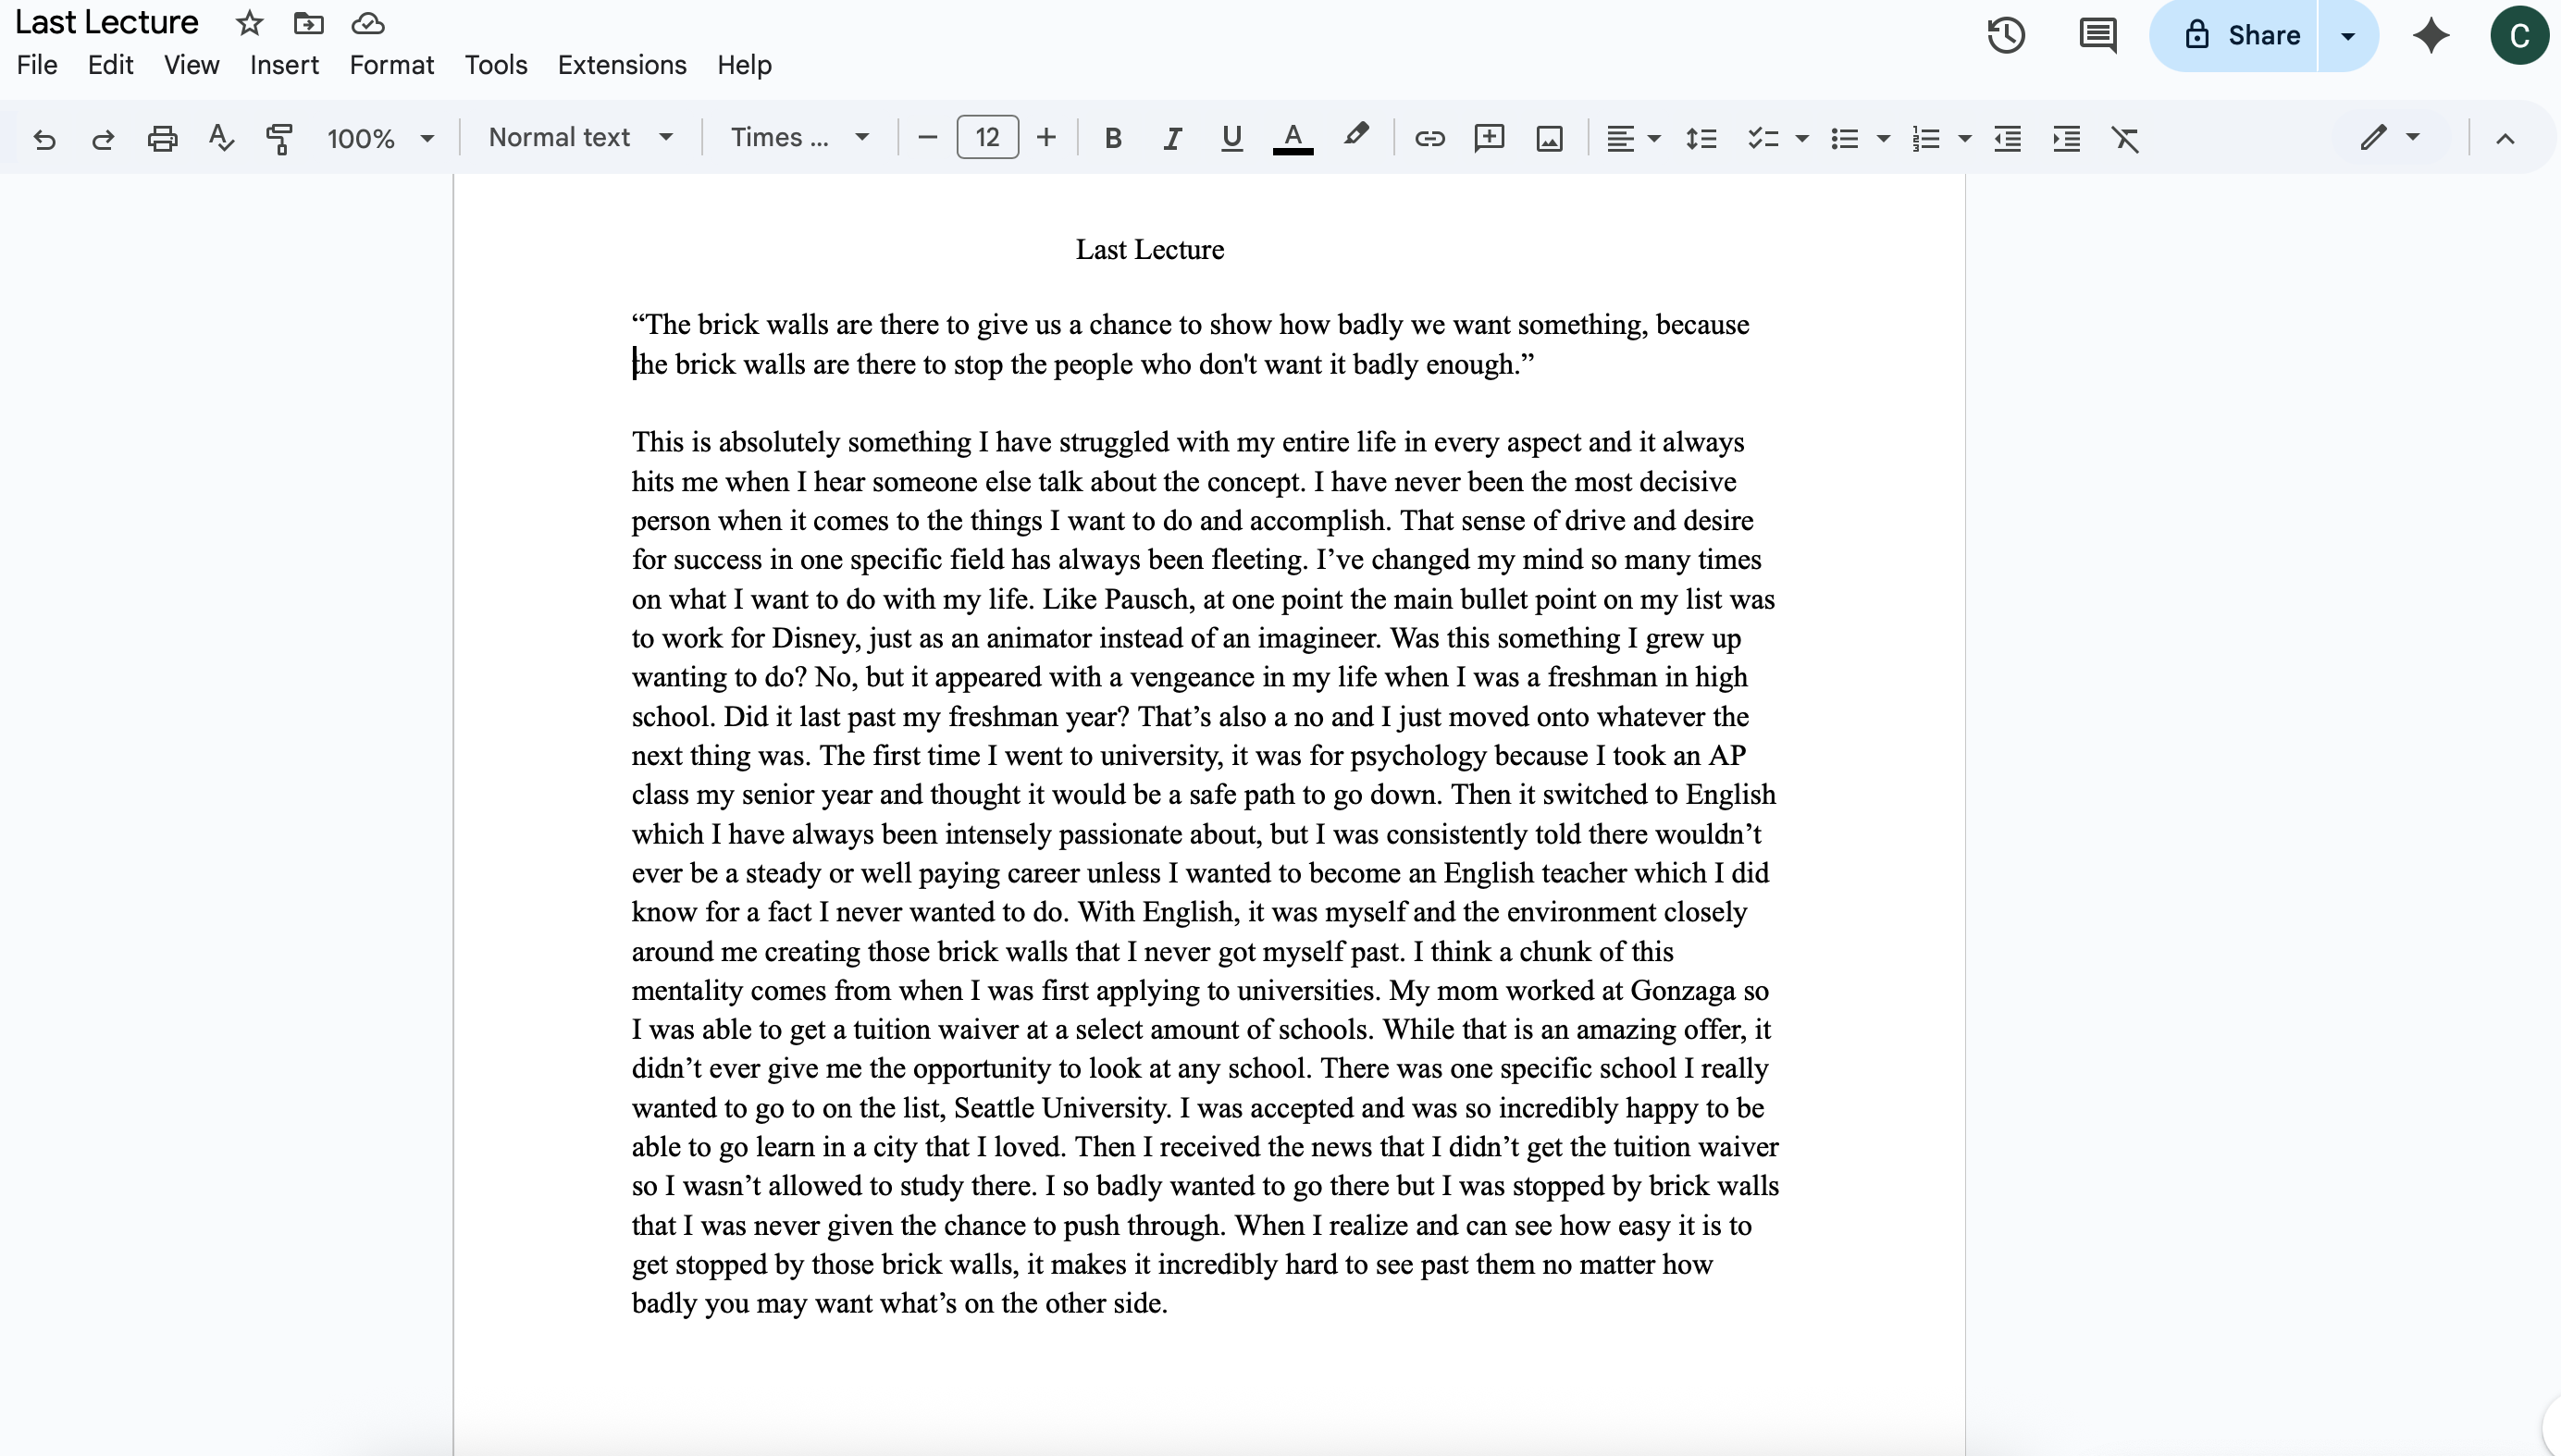 Last Lecture
File Edit View Insert Format Tools Extensions Help
Share
C
100%
Normal text
Times ...
12
B I U A
Last Lecture
“The brick walls are there to give us a chance to show how badly we want something, because
the brick walls are there to stop the people who don't want it badly enough.”
This is absolutely something I have struggled with my entire life in every aspect and it always
hits me when I hear someone else talk about the concept. I have never been the most decisive
person when it comes to the things I want to do and accomplish. That sense of drive and desire
for success in one specific field has always been fleeting. I’ve changed my mind so many times
on what I want to do with my life. Like Pausch, at one point the main bullet point on my list was
to work for Disney, just as an animator instead of an imagineer. Was this something I grew up
wanting to do? No, but it appeared with a vengeance in my life when I was a freshman in high
school. Did it last past my freshman year? That’s also a no and I just moved onto whatever the
next thing was. The first time I went to university, it was for psychology because I took an AP
class my senior year and thought it would be a safe path to go down. Then it switched to English
which I have always been intensely passionate about, but I was consistently told there wouldn’t
ever be a steady or well paying career unless I wanted to become an English teacher which I did
know for a fact I never wanted to do. With English, it was myself and the environment closely
around me creating those brick walls that I never got myself past. I think a chunk of this
mentality comes from when I was first applying to universities. My mom worked at Gonzaga so
I was able to get a tuition waiver at a select amount of schools. While that is an amazing offer, it
didn’t ever give me the opportunity to look at any school. There was one specific school I really
wanted to go to on the list, Seattle University. I was accepted and was so incredibly happy to be
able to go learn in a city that I loved. Then I received the news that I didn’t get the tuition waiver
so I wasn’t allowed to study there. I so badly wanted to go there but I was stopped by brick walls
that I was never given the chance to push through. When I realize and can see how easy it is to
get stopped by those brick walls, it makes it incredibly hard to see past them no matter how
badly you may want what’s on the other side.